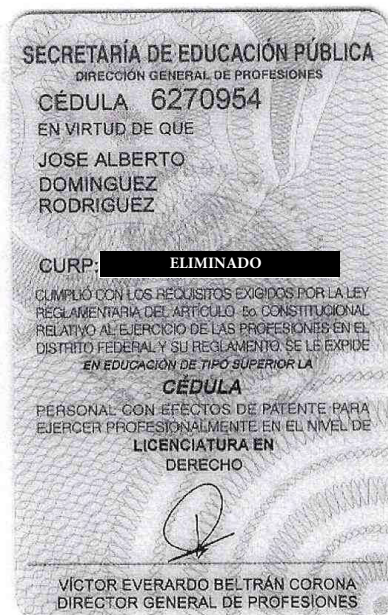 SECRETARÍA DE EDUCACIÓN PÚBLICA
DIRECCIÓN GENERAL DE PROFESIONES
CÉDULA 6270954
EN VIRTUD DE QUE
JOSE ALBERTO
DOMINGUEZ
RODRIGUEZ
CURP: ELIMINADO
CUMPLIÓ CON LOS REQUISITOS EXIGIDOS POR LA LEY
REGLAMENTARIA DEL ARTÍCULO 5o. CONSTITUCIONAL
RELATIVO AL EJERCICIO DE LAS PROFESIONES EN EL
DISTRITO FEDERAL Y SU REGLAMENTO, SE LE EXPIDE
EN EDUCACIÓN DE TIPO SUPERIOR LA
CÉDULA
PERSONAL CON EFECTOS DE PATENTE PARA
EJERCER PROFESIONALMENTE EN EL NIVEL DE
LICENCIATURA EN
DERECHO
VÍCTOR EVERARDO BELTRÁN CORONA
DIRECTOR GENERAL DE PROFESIONES